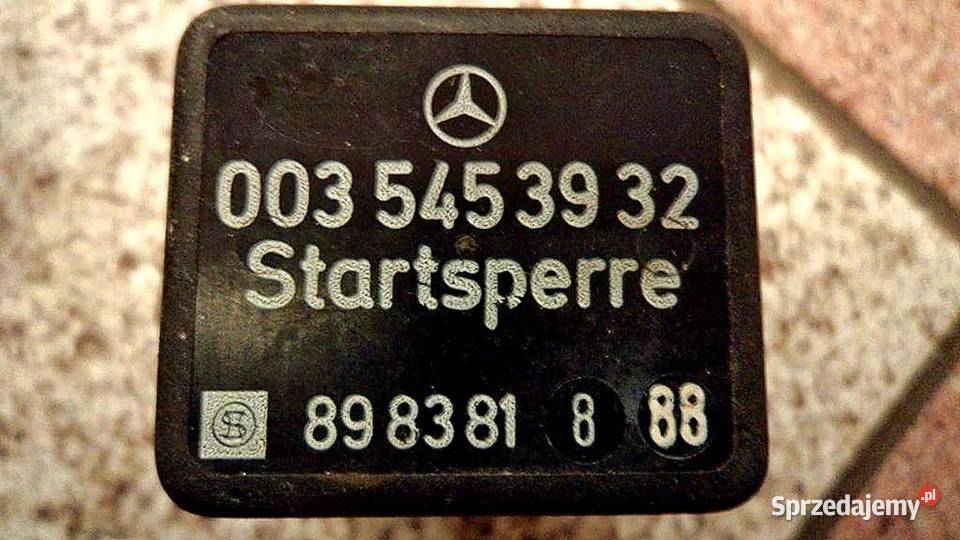 003 545 39 32
Startsperre
S 89 83 81 8 88
Sprzedajemy.pl